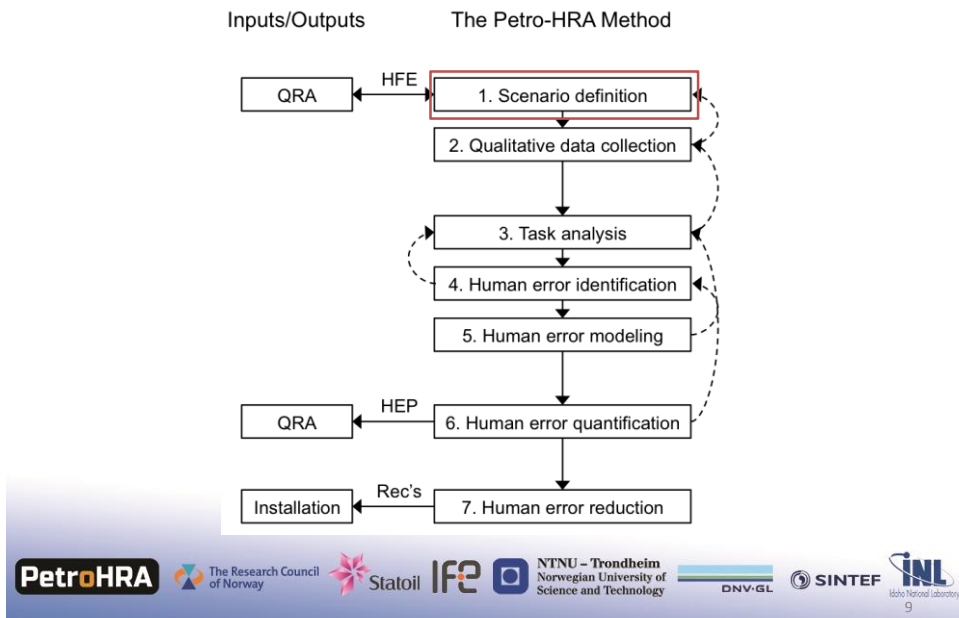 Inputs/Outputs The Petro-HRA Method
QRA HFE 1. Scenario definition
2. Qualitative data collection
3. Task analysis
4. Human error identification
5. Human error modeling
QRA HEP 6. Human error quantification
Installation Rec's 7. Human error reduction
PetroHRA
The Research Council
of Norway
Statoil
IFE
NTNU – Trondheim
Norwegian University of
Science and Technology
DNV·GL
SINTEF
INL
Idaho National Laboratory
9